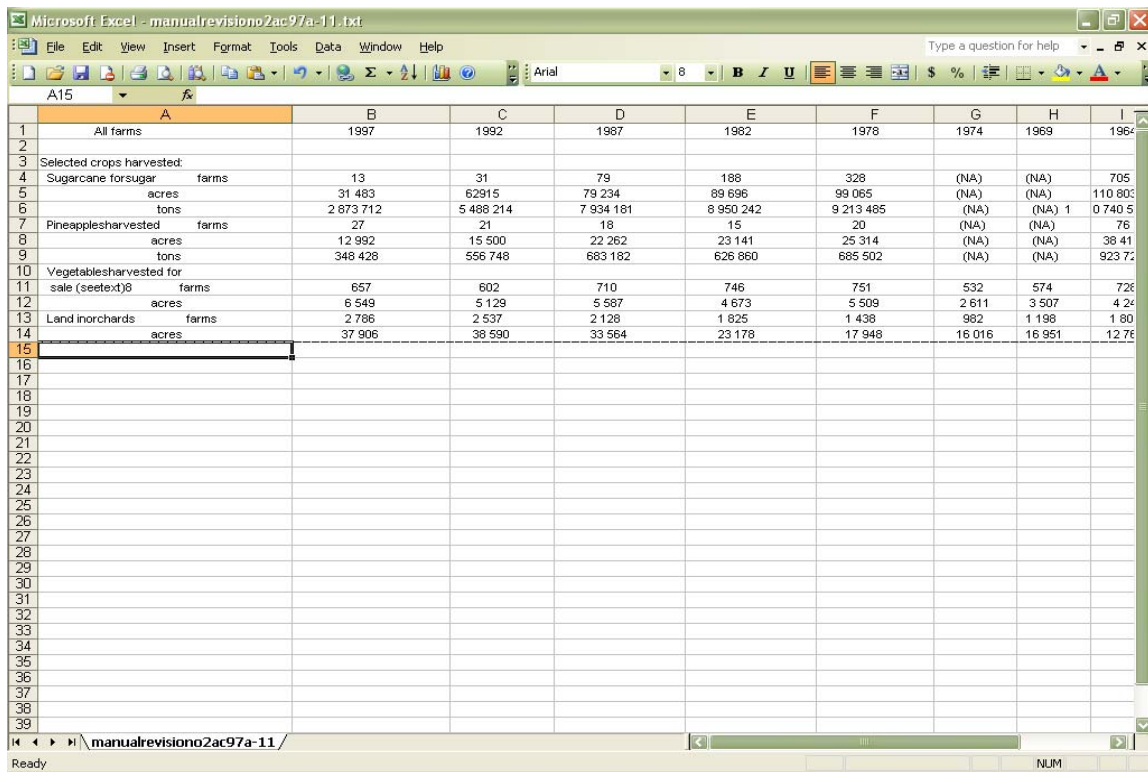 Microsoft Excel - manualrevisiono2ac97a-11.txt
File Edit View Insert Format Tools Data Window Help Type a question for help
Arial 8 B I U $ %
A15 fx
A B C D E F G H I
1 All farms 1997 1992 1987 1982 1978 1974 1969 1964
2
3 Selected crops harvested:
4 Sugarcane forsugar farms 13 31 79 188 328 (NA) (NA) 705
5 acres 31 483 62915 79 234 89 696 99 065 (NA) (NA) 110 803
6 tons 2 873 712 5 488 214 7 934 181 8 950 242 9 213 485 (NA) (NA) 1 0 740 5
7 Pineapplesharvested farms 27 21 18 15 20 (NA) (NA) 76
8 acres 12 992 15 500 22 262 23 141 25 314 (NA) (NA) 38 41
9 tons 348 428 556 748 683 182 626 860 685 502 (NA) (NA) 923 72
10 Vegetablesharvested for
11 sale (seetext)8 farms 657 602 710 746 751 532 574 728
12 acres 6 549 5 129 5 587 4 673 5 509 2 611 3 507 4 24
13 Land inorchards farms 2 786 2 537 2 128 1 825 1 438 982 1 198 1 80
14 acres 37 906 38 590 33 564 23 178 17 948 16 016 16 951 12 76
15
16
17
18
19
20
21
22
23
24
25
26
27
28
29
30
31
32
33
34
35
36
37
38
39
manualrevisiono2ac97a-11
Ready NUM